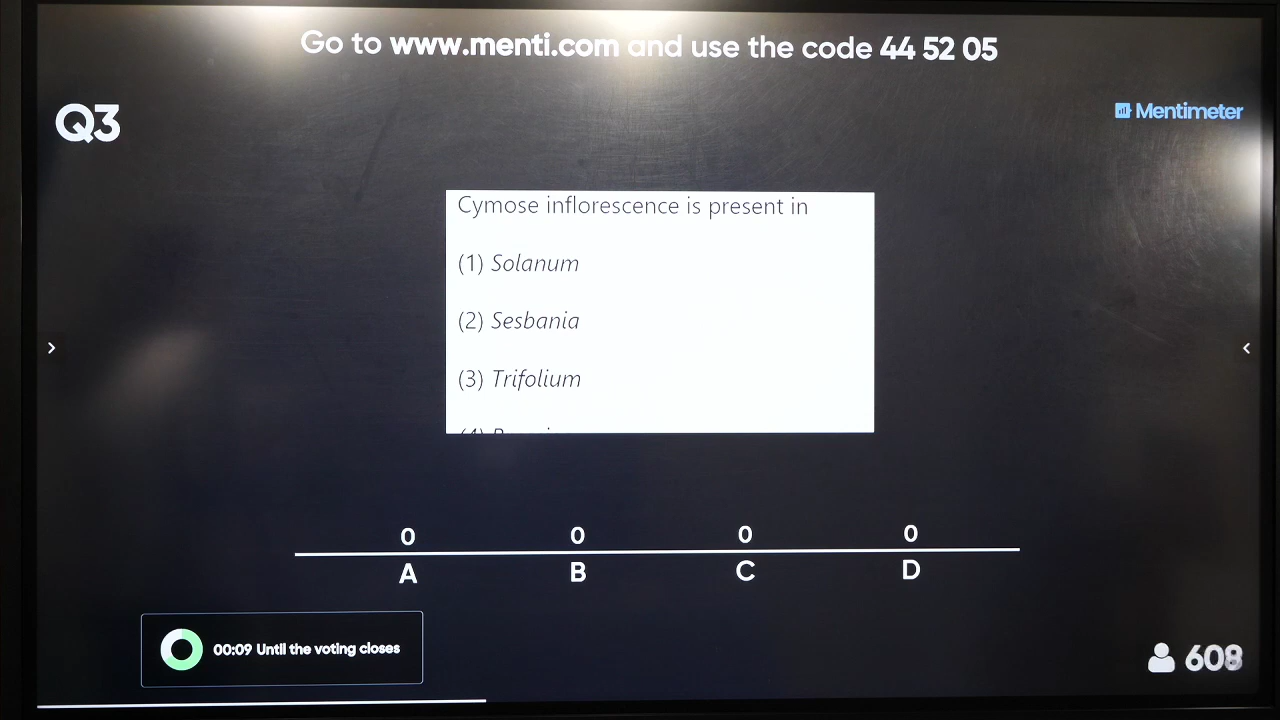 Go to www.menti.com and use the code 44 52 05
Q3
Mentimeter
Cymose inflorescence is present in
(1) Solanum
(2) Sesbania
(3) Trifolium
(4)
0 0 0 0
A B C D
00:09 Until the voting closes
608